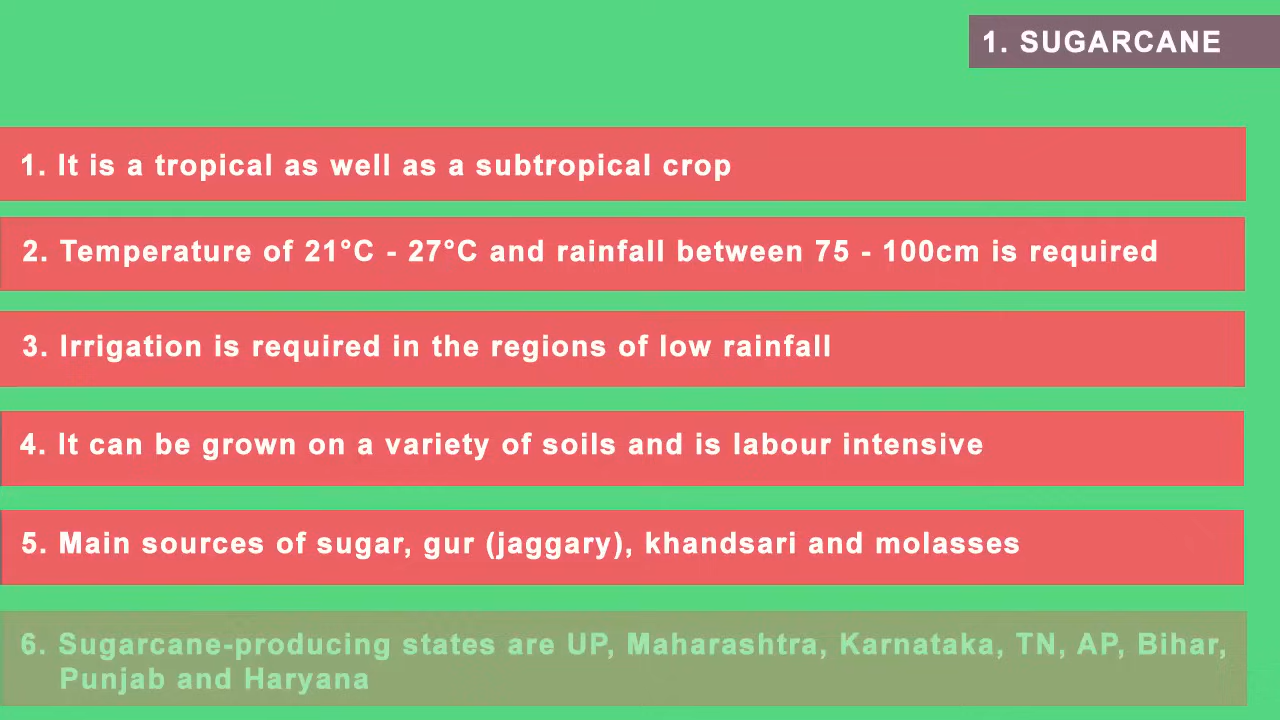 1. SUGARCANE
1. It is a tropical as well as a subtropical crop
2. Temperature of 21°C - 27°C and rainfall between 75 - 100cm is required
3. Irrigation is required in the regions of low rainfall
4. It can be grown on a variety of soils and is labour intensive
5. Main sources of sugar, gur (jaggary), khandsari and molasses
6. Sugarcane-producing states are UP, Maharashtra, Karnataka, TN, AP, Bihar,
Punjab and Haryana